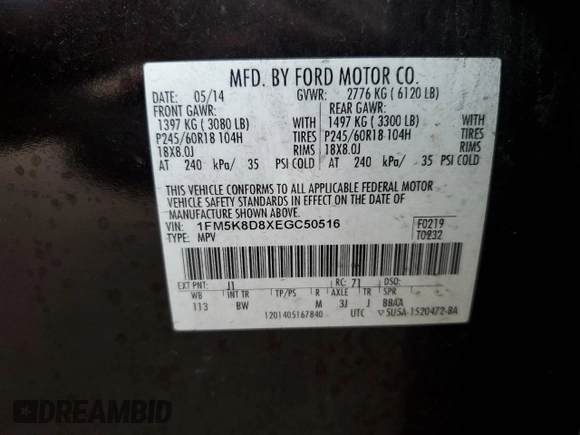 MFD. BY FORD MOTOR CO.
DATE: 05/14 GVWR: 2776 KG ( 6120 LB)
FRONT GAWR: REAR GAWR:
1397 KG ( 3080 LB) WITH 1497 KG ( 3300 LB) WITH
P245/60R18 104H TIRES P245/60R18 104H TIRES
18X8.0J RIMS 18X8.0J RIMS
AT 240 kPa/ 35 PSI COLD AT 240 kPa/ 35 PSI COLD
THIS VEHICLE CONFORMS TO ALL APPLICABLE FEDERAL MOTOR
VEHICLE SAFETY STANDARDS IN EFFECT ON THE DATE OF
MANUFACTURE SHOWN ABOVE.
VIN: 1FM5K8D8XEGC50516 F0219
TYPE: MPV T0232
EXT PNT: J1 RC: 71 DSO:
WB INT TR TP/PS R AXLE TR SPR
113 BW M 3J J BBAA
1201405167840 UTC ▽5USA-1520472-BA
DREAMBID